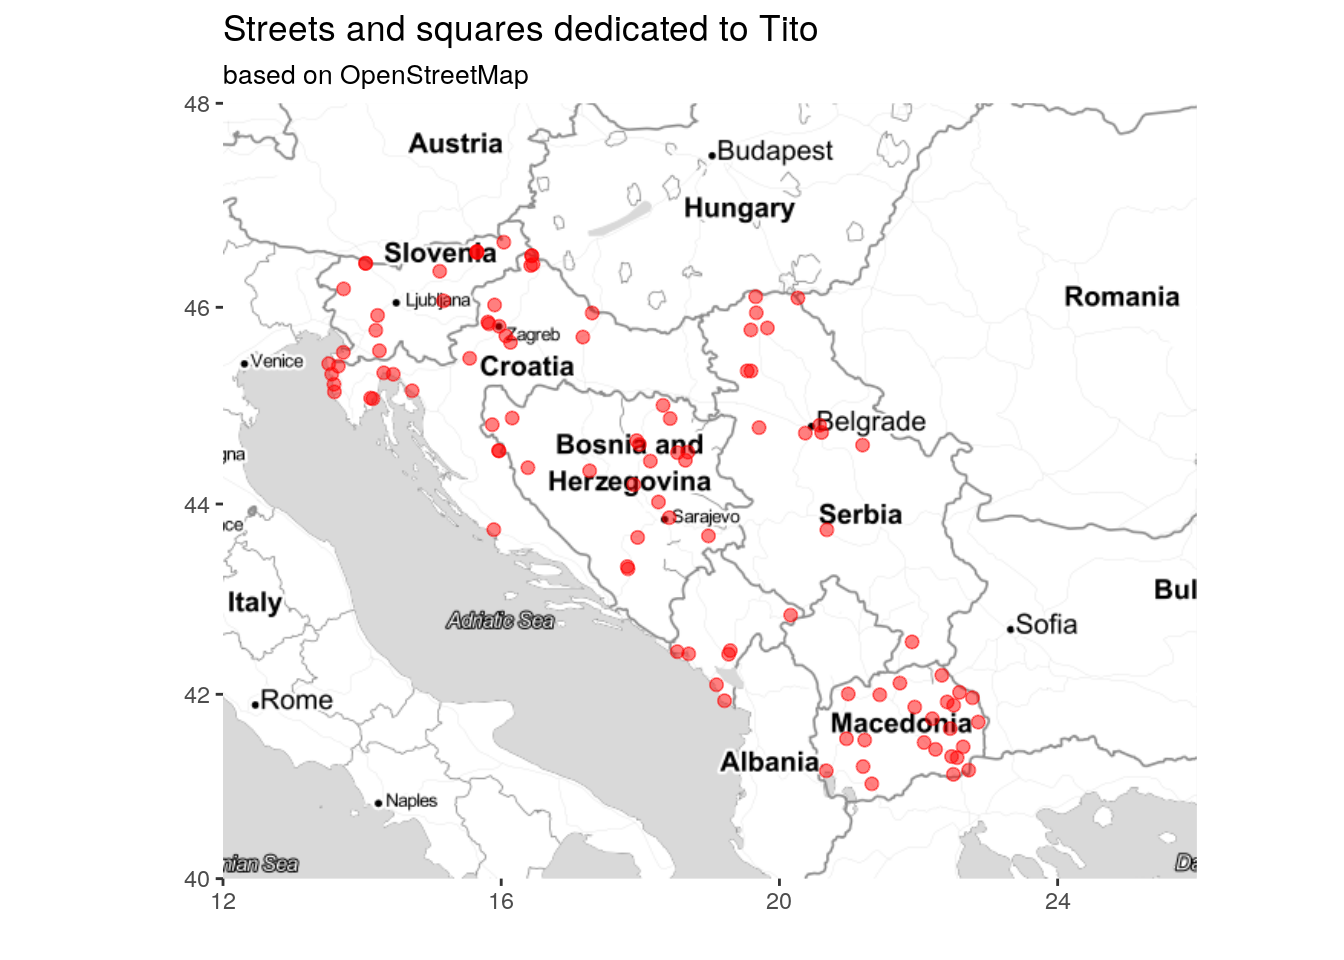 Streets and squares dedicated to Tito
based on OpenStreetMap
48
Austria
Budapest
Hungary
Slovenia
46
Ljubljana
Romania
Zagreb
Venice
Croatia
Belgrade
Bosnia and
Herzegovina
gna
44
Sarajevo
Serbia
ce
Italy
Bul
Adriatic Sea
Sofia
42
Rome
Macedonia
Albania
Naples
nian Sea
Da
40
12
16
20
24